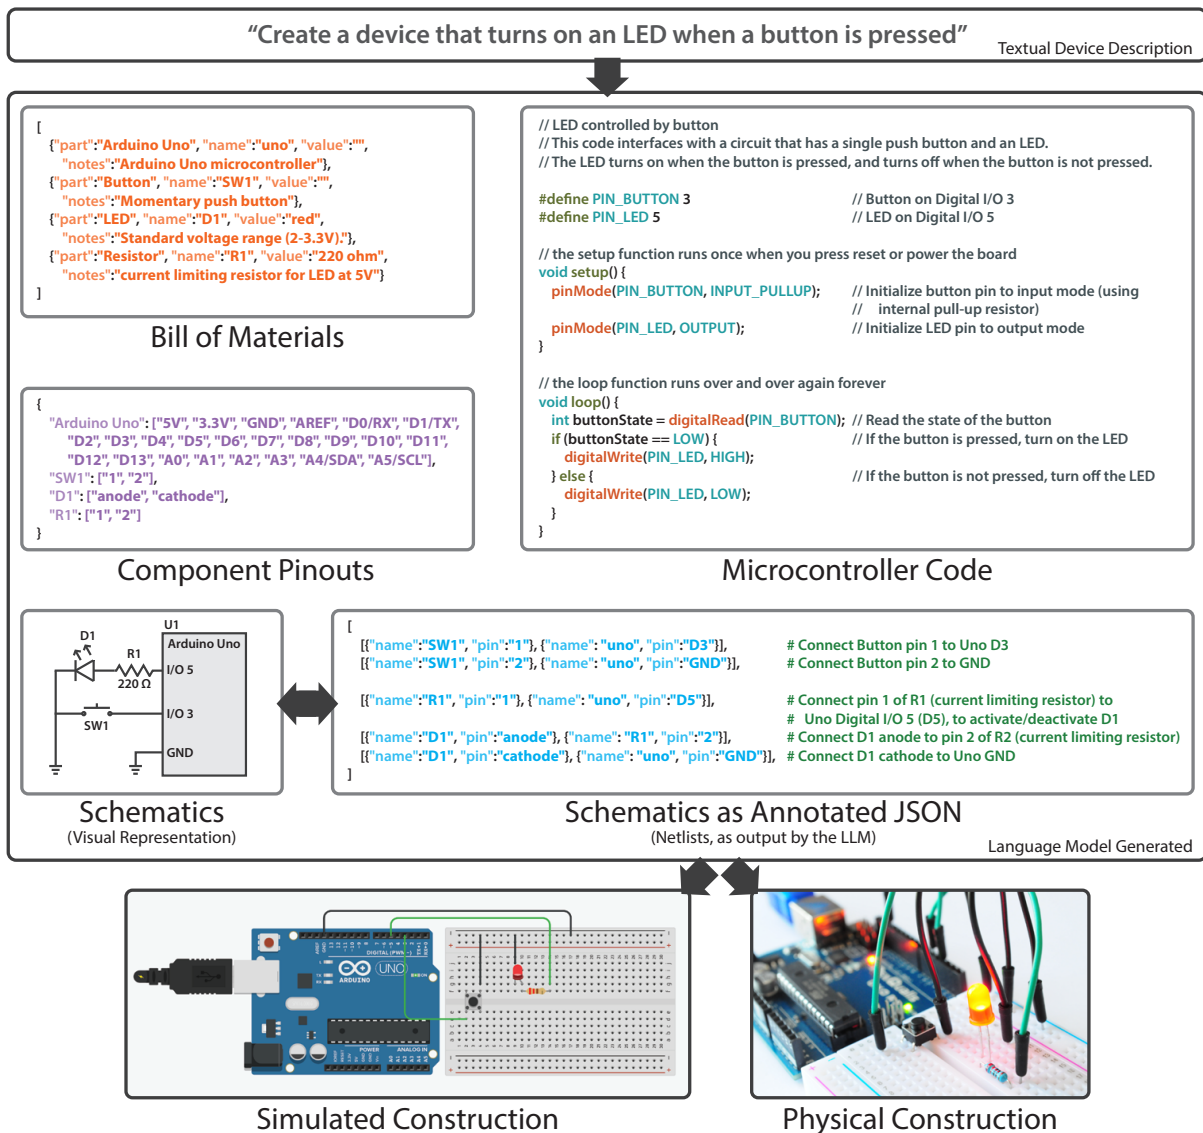 “Create a device that turns on an LED when a button is pressed”
Textual Device Description
[
{"part":"Arduino Uno", "name":"uno", "value":"",
"notes":"Arduino Uno microcontroller"},
{"part":"Button", "name":"SW1", "value":"",
"notes":"Momentary push button"},
{"part":"LED", "name":"D1", "value":"red",
"notes":"Standard voltage range (2-3.3V)."},
{"part":"Resistor", "name":"R1", "value":"220 ohm",
"notes":"current limiting resistor for LED at 5V"}
]
Bill of Materials
{
"Arduino Uno": ["5V", "3.3V", "GND", "AREF", "D0/RX", "D1/TX",
"D2", "D3", "D4", "D5", "D6", "D7", "D8", "D9", "D10", "D11",
"D12", "D13", "A0", "A1", "A2", "A3", "A4/SDA", "A5/SCL"],
"SW1": ["1", "2"],
"D1": ["anode", "cathode"],
"R1": ["1", "2"]
}
Component Pinouts
// LED controlled by button
// This code interfaces with a circuit that has a single push button and an LED.
// The LED turns on when the button is pressed, and turns off when the button is not pressed.
#define PIN_BUTTON 3 // Button on Digital I/O 3
#define PIN_LED 5 // LED on Digital I/O 5
// the setup function runs once when you press reset or power the board
void setup() {
pinMode(PIN_BUTTON, INPUT_PULLUP); // Initialize button pin to input mode (using
// internal pull-up resistor)
pinMode(PIN_LED, OUTPUT); // Initialize LED pin to output mode
}
// the loop function runs over and over again forever
void loop() {
int buttonState = digitalRead(PIN_BUTTON); // Read the state of the button
if (buttonState == LOW) { // If the button is pressed, turn on the LED
digitalWrite(PIN_LED, HIGH);
} else { // If the button is not pressed, turn off the LED
digitalWrite(PIN_LED, LOW);
}
}
Microcontroller Code
U1
Arduino Uno
D1
R1
I/O 5
220 Ω
I/O 3
SW1
GND
Schematics
(Visual Representation)
[
[{"name":"SW1", "pin":"1"}, {"name": "uno", "pin":"D3"}], # Connect Button pin 1 to Uno D3
[{"name":"SW1", "pin":"2"}, {"name": "uno", "pin":"GND"}], # Connect Button pin 2 to GND
[{"name":"R1", "pin":"1"}, {"name": "uno", "pin":"D5"}], # Connect pin 1 of R1 (current limiting resistor) to
# Uno Digital I/O 5 (D5), to activate/deactivate D1
[{"name":"D1", "pin":"anode"}, {"name": "R1", "pin":"2"}], # Connect D1 anode to pin 2 of R2 (current limiting resistor)
[{"name":"D1", "pin":"cathode"}, {"name": "uno", "pin":"GND"}], # Connect D1 cathode to Uno GND
]
Schematics as Annotated JSON
(Netlists, as output by the LLM)
Language Model Generated
DIGITAL (PWM ~)
UNO
ARDUINO
POWER
ANALOG IN
Simulated Construction
Physical Construction